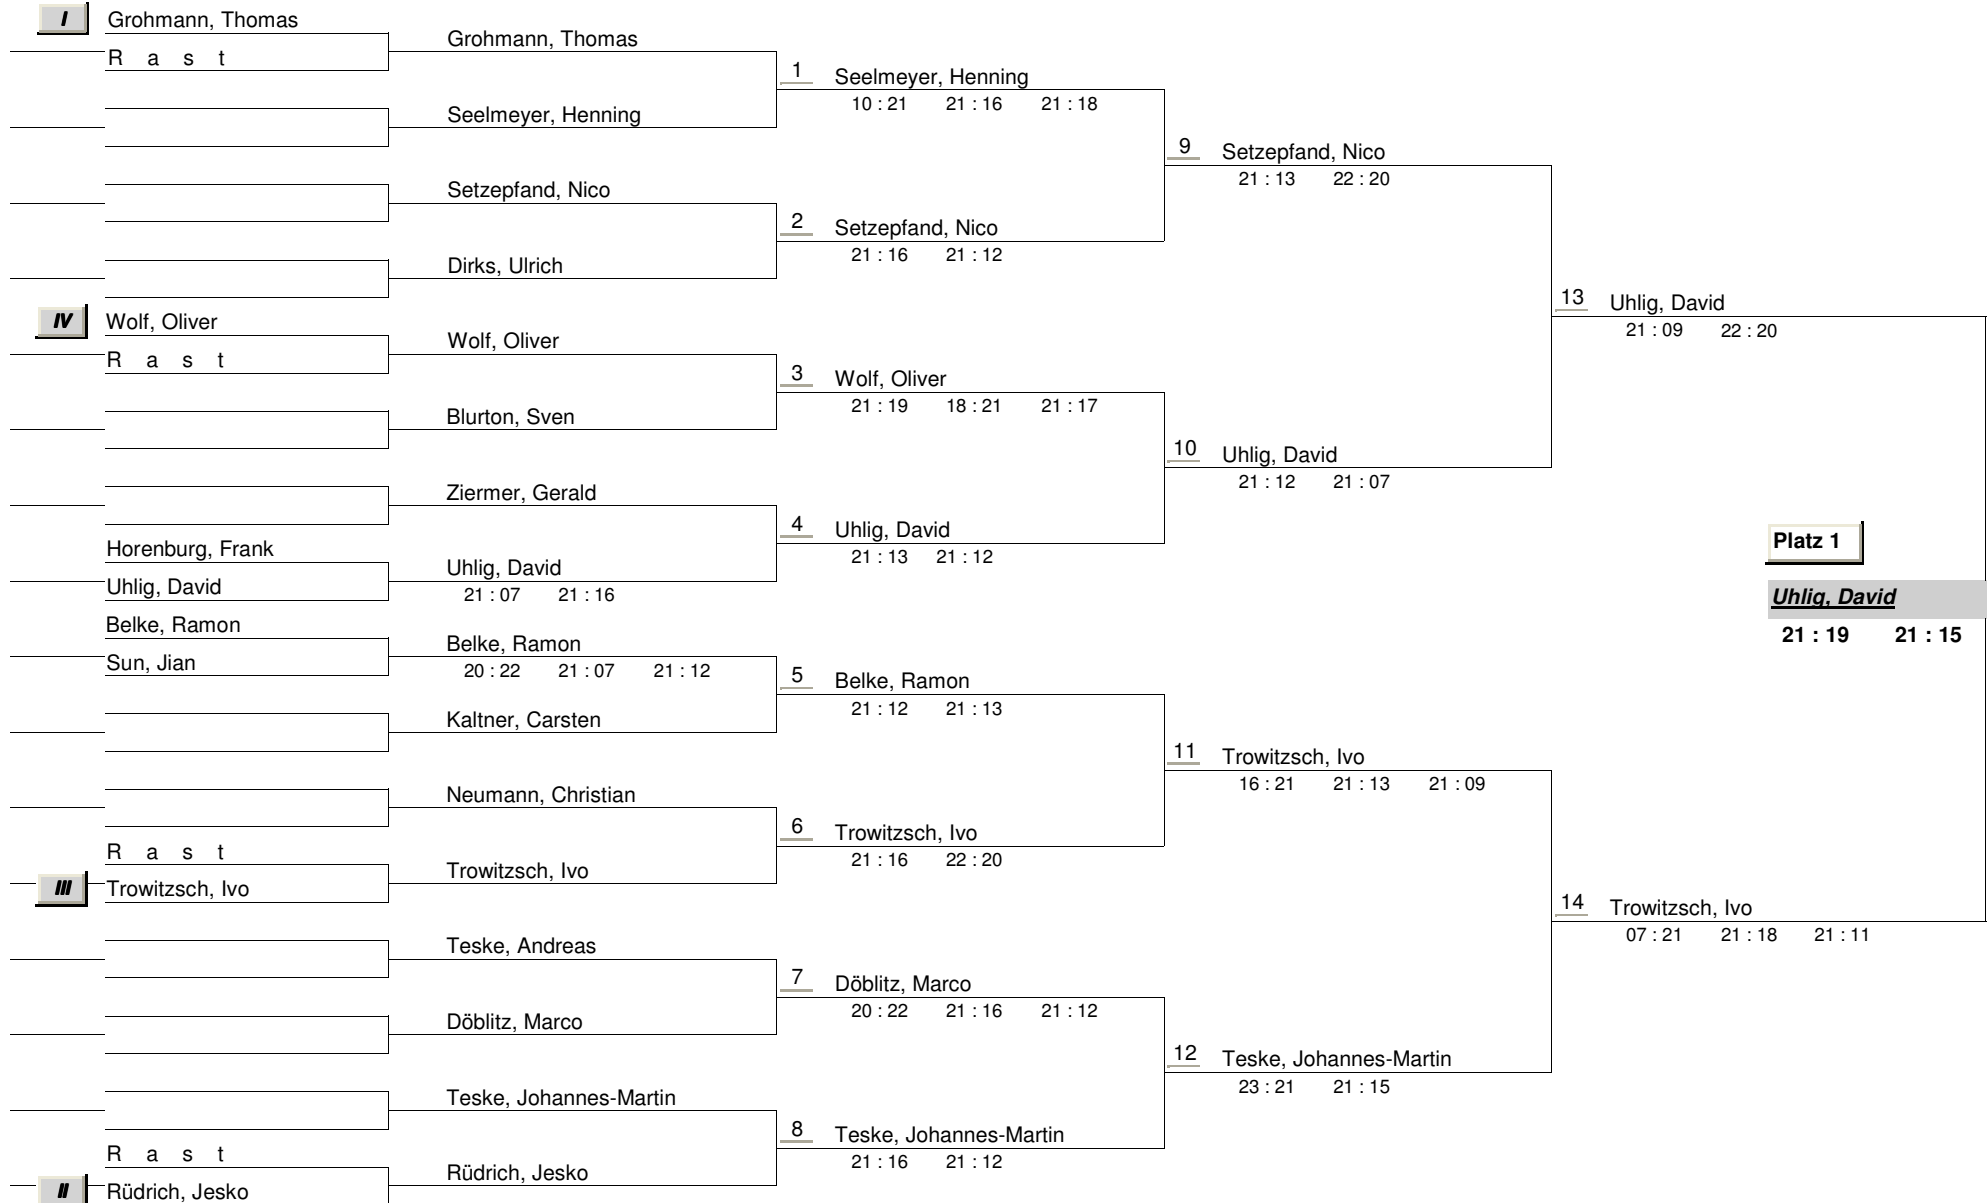 I Grohmann, Thomas
Grohmann, Thomas
R a s t
1 Seelmeyer, Henning
10 : 21 21 : 16 21 : 18
Seelmeyer, Henning
9 Setzepfand, Nico
21 : 13 22 : 20
Setzepfand, Nico
2 Setzepfand, Nico
21 : 16 21 : 12
Dirks, Ulrich
13 Uhlig, David
21 : 09 22 : 20
IV Wolf, Oliver
Wolf, Oliver
R a s t
3 Wolf, Oliver
21 : 19 18 : 21 21 : 17
Blurton, Sven
10 Uhlig, David
21 : 12 21 : 07
Ziermer, Gerald
4 Uhlig, David
21 : 13 21 : 12
Platz 1
Horenburg, Frank
Uhlig, David
Uhlig, David
21 : 07 21 : 16
Uhlig, David
21 : 19 21 : 15
Belke, Ramon
Belke, Ramon
Sun, Jian
20 : 22 21 : 07 21 : 12
5 Belke, Ramon
21 : 12 21 : 13
Kaltner, Carsten
11 Trowitzsch, Ivo
16 : 21 21 : 13 21 : 09
Neumann, Christian
6 Trowitzsch, Ivo
21 : 16 22 : 20
R a s t
Trowitzsch, Ivo
III Trowitzsch, Ivo
14 Trowitzsch, Ivo
07 : 21 21 : 18 21 : 11
Teske, Andreas
7 Döblitz, Marco
20 : 22 21 : 16 21 : 12
Döblitz, Marco
12 Teske, Johannes-Martin
23 : 21 21 : 15
Teske, Johannes-Martin
8 Teske, Johannes-Martin
21 : 16 21 : 12
R a s t
Rüdrich, Jesko
II Rüdrich, Jesko